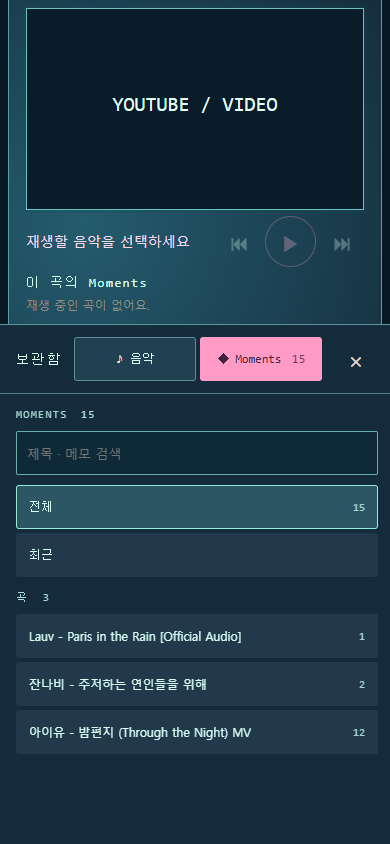 YOUTUBE / VIDEO
재생할 음악을 선택하세요
이 곡의 Moments
재생 중인 곡이 없어요.
보관함 ♪ 음악 ◆ Moments 15 ×
MOMENTS 15
제목 · 메모 검색
전체 15
최근
곡 3
Lauv - Paris in the Rain [Official Audio] 1
잔나비 - 주저하는 연인들을 위해 2
아이유 - 밤편지 (Through the Night) MV 12